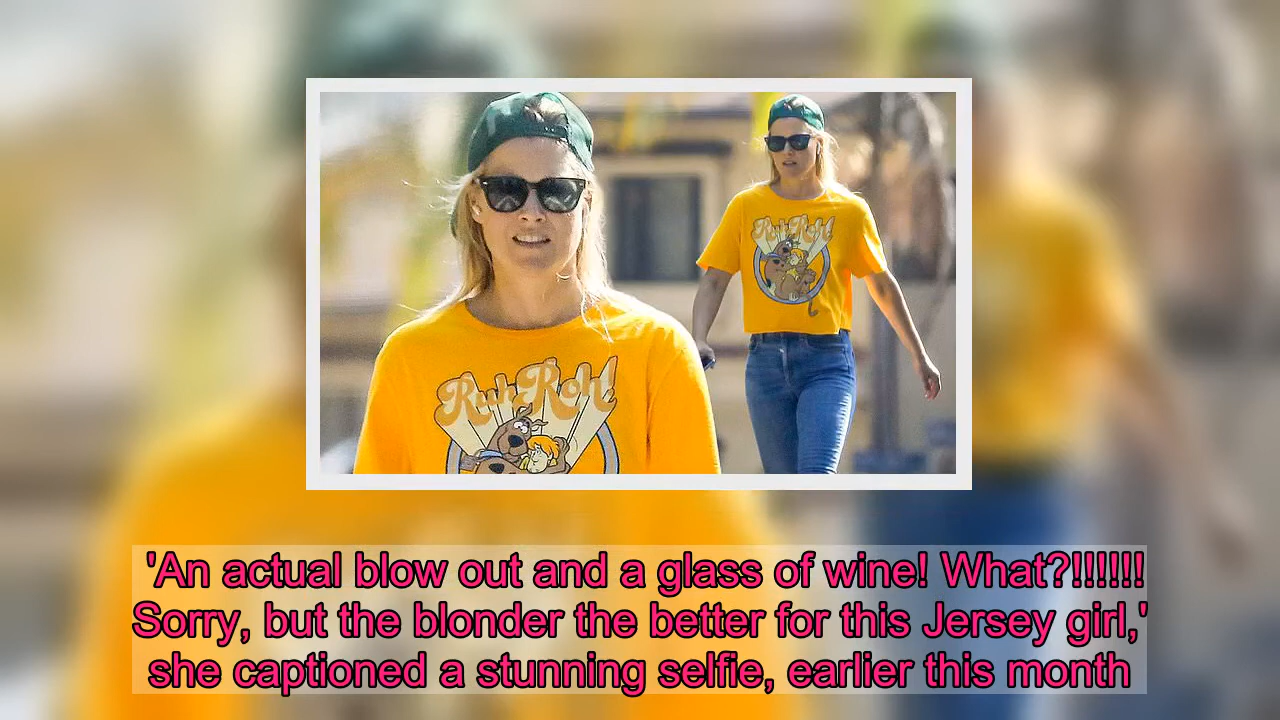 Ruh Roh!
Ruh Roh!
'An actual blow out and a glass of wine! What?!!!!!!
Sorry, but the blonder the better for this Jersey girl,'
she captioned a stunning selfie, earlier this month